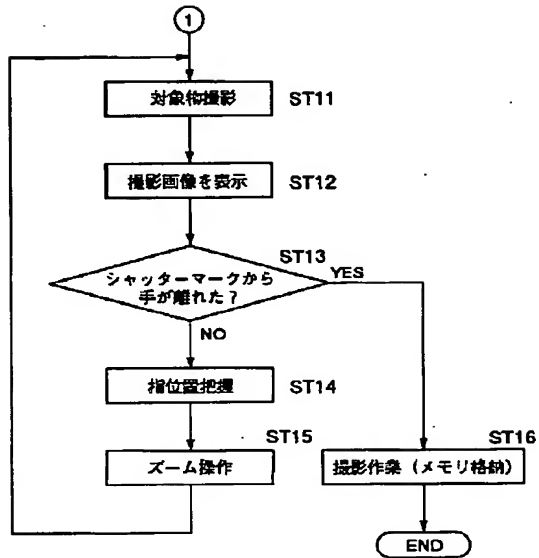 1
対象物撮影 ST11
撮影画像を表示 ST12
ST13
シャッターマークから
手が離れた？
YES
NO
指位置把握 ST14
ST15
ズーム操作
ST16
撮影作業（メモリ格納）
END